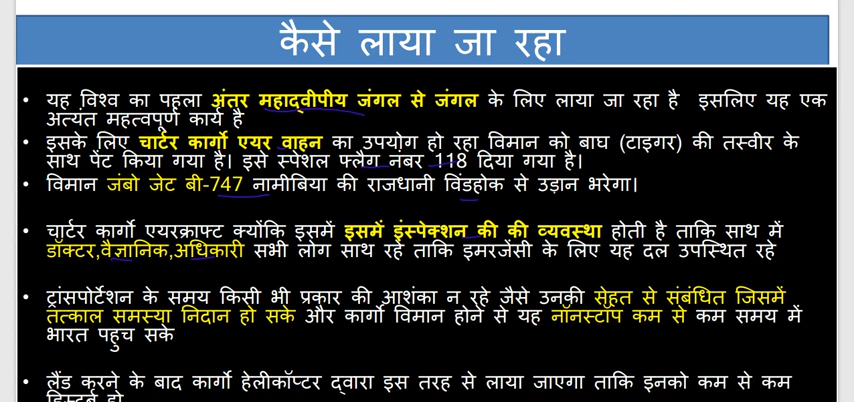 कैसे लाया जा रहा
• यह विश्व का पहला अंतर महाद्वीपीय जंगल से जंगल के लिए लाया जा रहा है इसलिए यह एक
अत्यंत महत्वपूर्ण कार्य है
• इसके लिए चार्टर कार्गो एयर वाहन का उपयोग हो रहा विमान को बाघ (टाइगर) की तस्वीर के
साथ पेंट किया गया है। इसे स्पेशल फ्लैग नंबर 118 दिया गया है।
• विमान जंबो जेट बी-747 नामीबिया की राजधानी विंडहोक से उड़ान भरेगा।
• चार्टर कार्गो एयरक्राफ्ट क्योंकि इसमें इसमें इंस्पेक्शन की की व्यवस्था होती है ताकि साथ में
डॉक्टर,वैज्ञानिक,अधिकारी सभी लोग साथ रहे ताकि इमरजेंसी के लिए यह दल उपस्थित रहे
• ट्रांसपोर्टेशन के समय किसी भी प्रकार की आशंका न रहे जैसे उनकी सेहत से संबंधित जिसमें
तत्काल समस्या निदान हो सके और कार्गो विमान होने से यह नॉनस्टॉप कम से कम समय में
भारत पहुच सके
• लैंड करने के बाद कार्गो हेलीकॉप्टर द्वारा इस तरह से लाया जाएगा ताकि इनको कम से कम
डिस्टर्ब हो